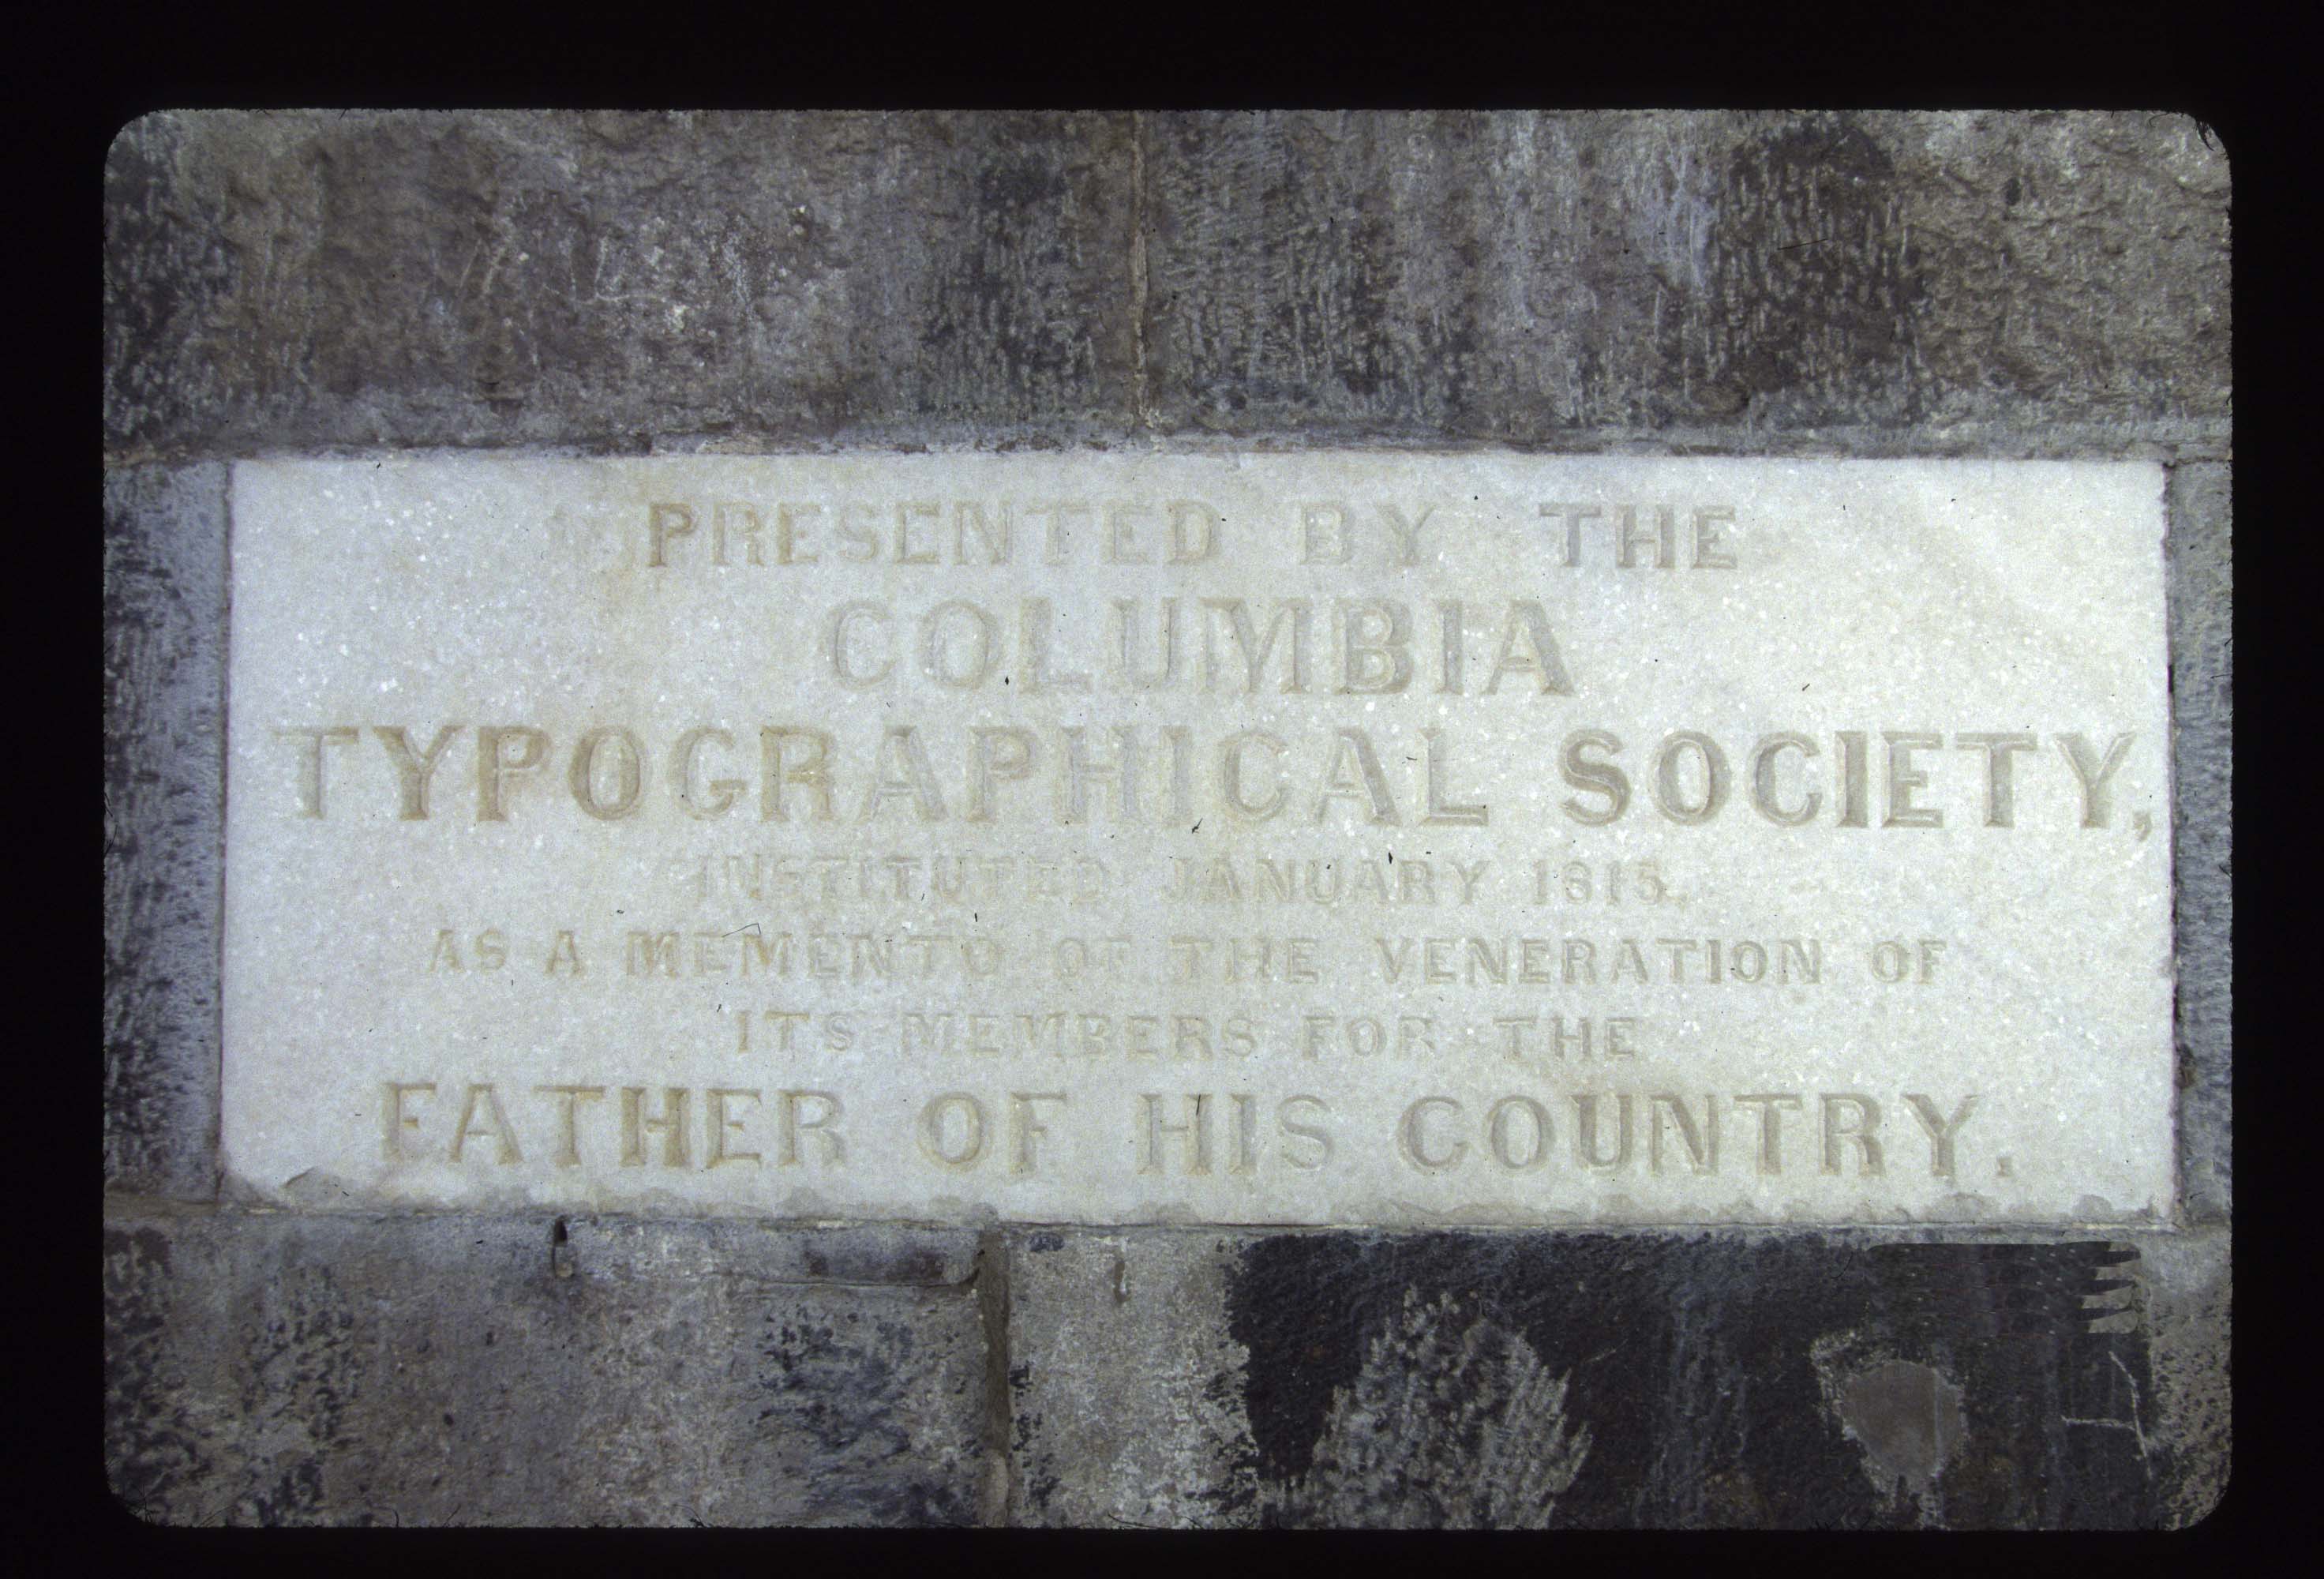 PRESENTED BY THE
COLUMBIA
TYPOGRAPHICAL SOCIETY,
INSTITUTED JANUARY 1815.
AS A MEMENTO OF THE VENERATION OF
ITS MEMBERS FOR THE
FATHER OF HIS COUNTRY.